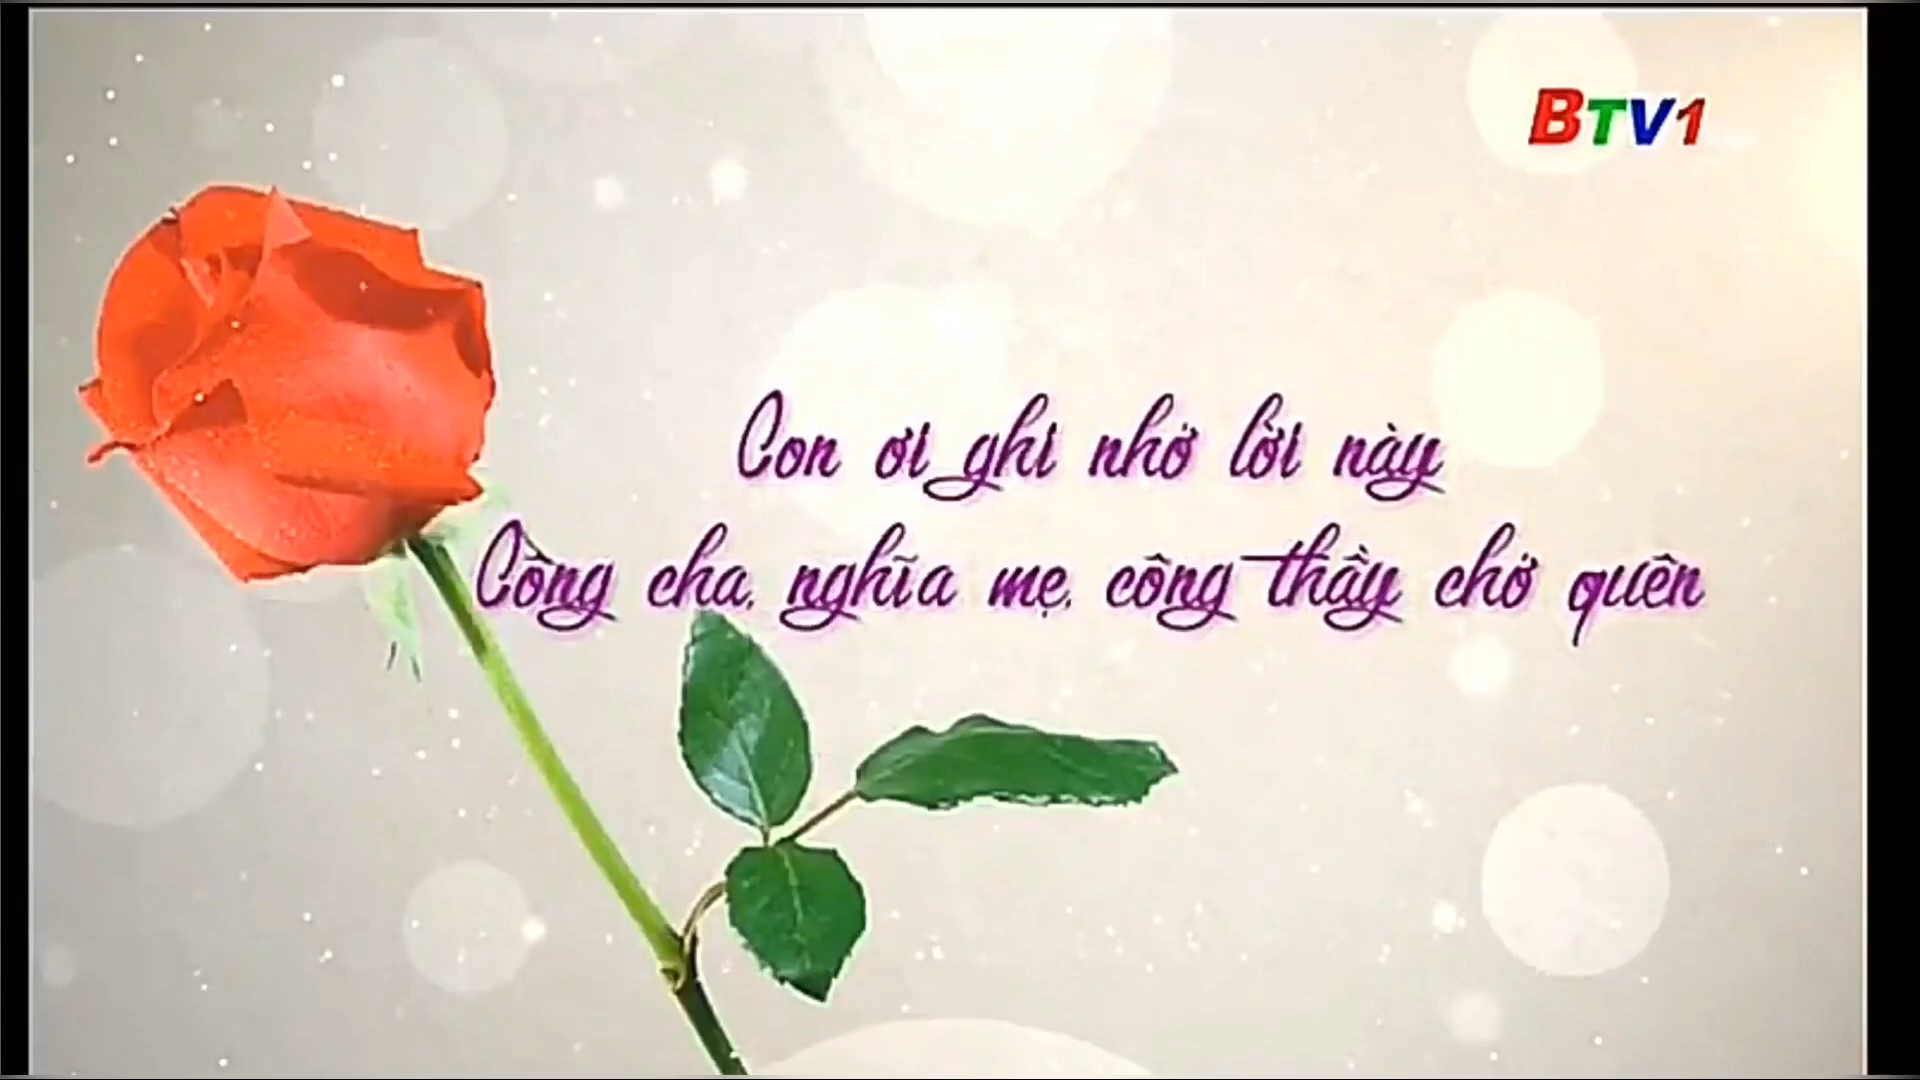 BTV1
Con ơi ghi nhớ lời này
Công cha, nghĩa mẹ, công thầy chớ quên